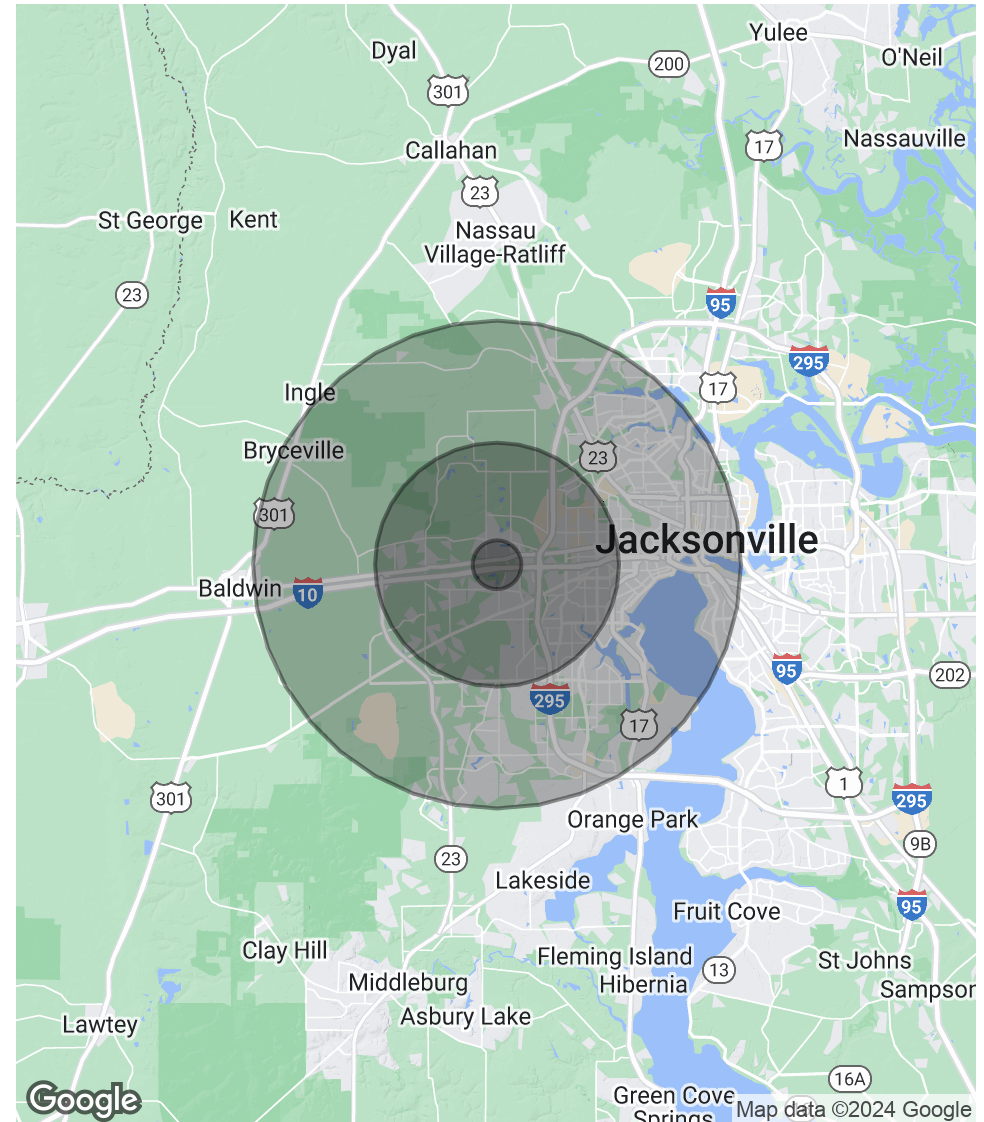 Yulee
Dyal
O'Neil
200
301
Nassauville
17
Callahan
23
St George
Kent
Nassau
Village-Ratliff
23
95
295
17
Ingle
Bryceville
23
301
Jacksonville
Baldwin
10
95
202
295
17
1
301
295
Orange Park
9B
23
Lakeside
95
Fruit Cove
Clay Hill
Fleming Island
St Johns
13
Middleburg
Hibernia
Sampson
Asbury Lake
Lawtey
16A
Green Cove
Springs
Google
Map data ©2024 Google